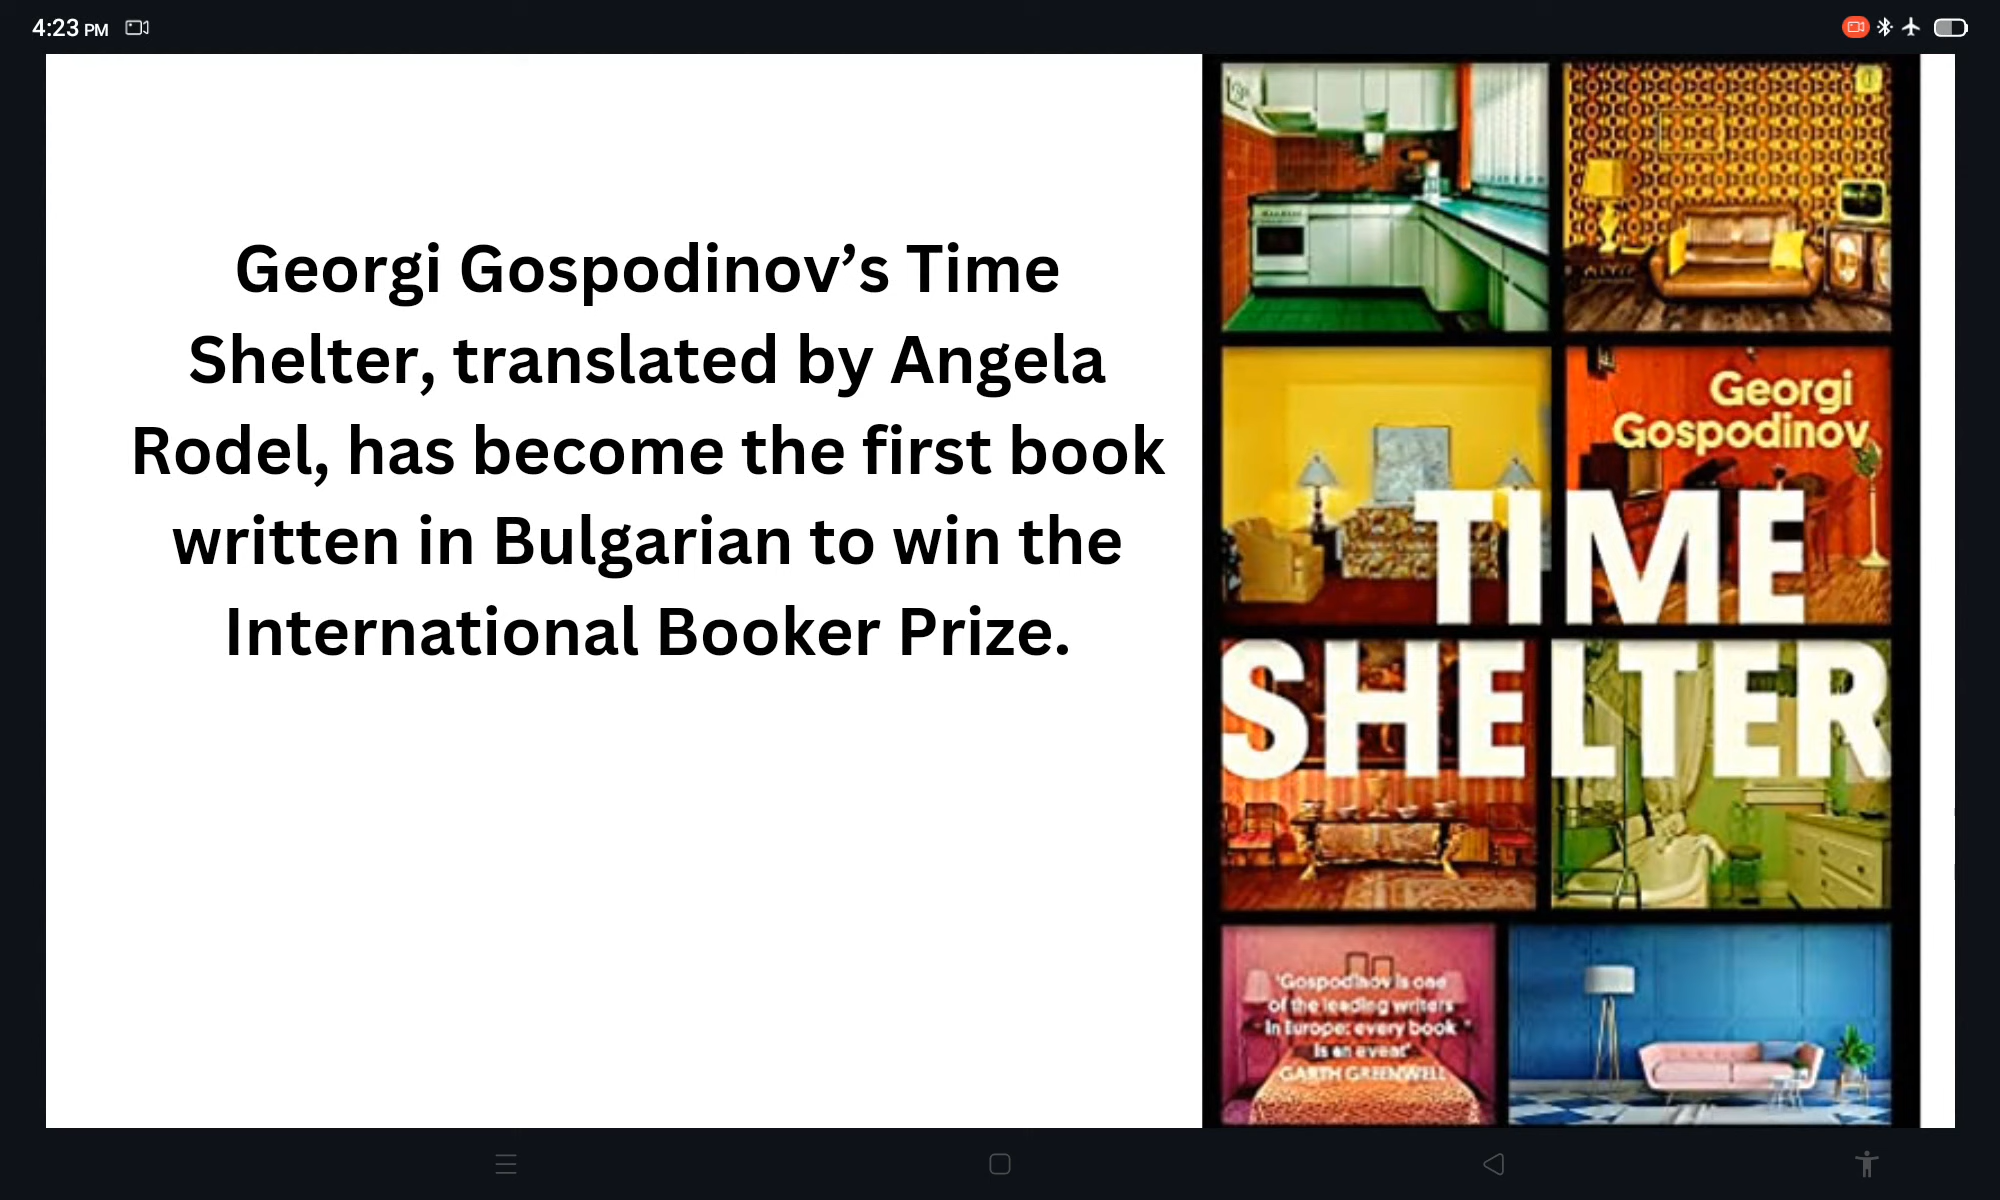 4:23 PM
Georgi Gospodinov’s Time
Shelter, translated by Angela
Rodel, has become the first book
written in Bulgarian to win the
International Booker Prize.
Georgi
Gospodinov
TIME
SHELTER
'Gospodinov is one
of the leading writers
in Europe: every book
is an event'
GARTH GREENWELL